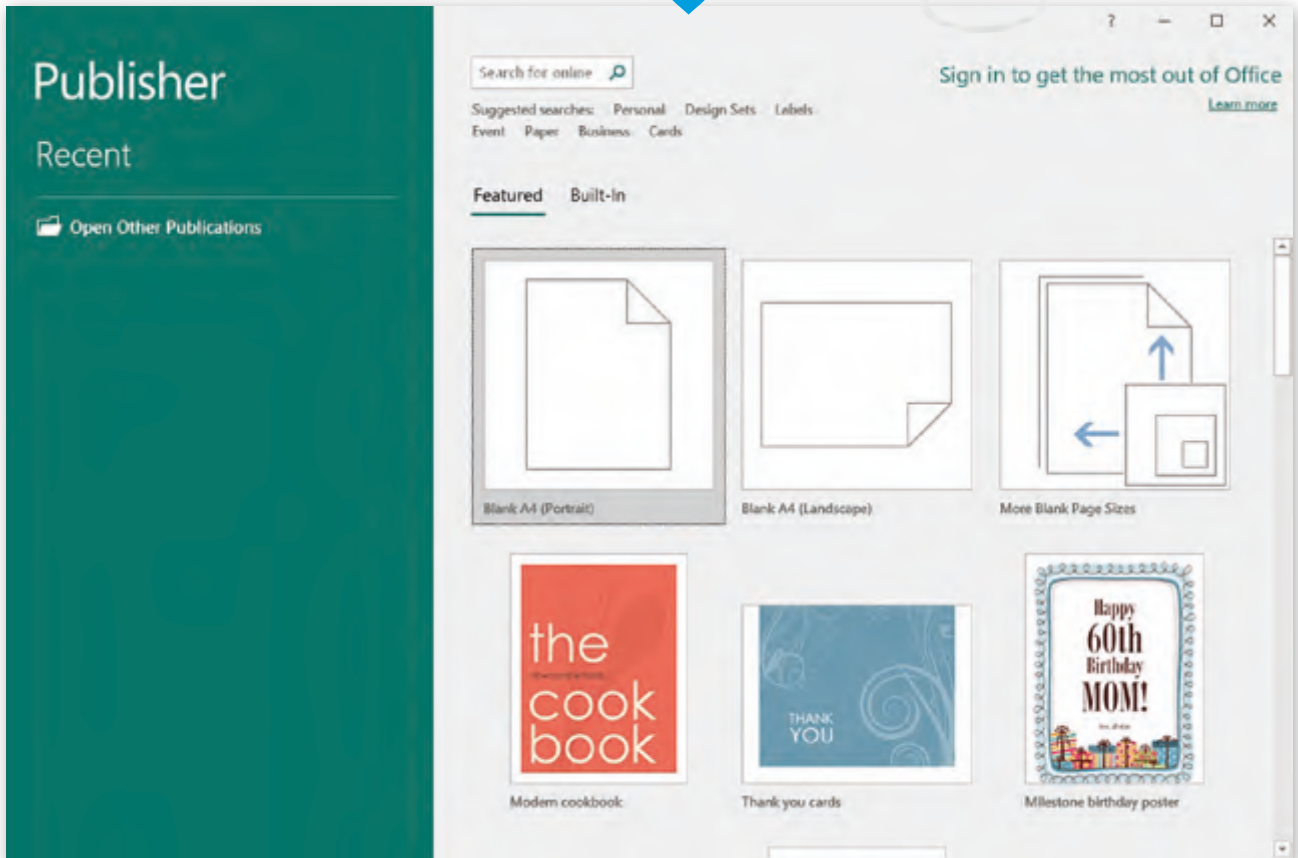 ?
Publisher
Search for online
Sign in to get the most out of Office
Learn more
Suggested searches: Personal Design Sets Labels
Event Paper Business Cards
Recent
Featured Built-In
Open Other Publications
Blank A4 (Portrait)
Blank A4 (Landscape)
More Blank Page Sizes
the
cook
book
Modern cookbook
THANK
YOU
Thank you cards
Happy
60th
Birthday
MOM!
Milestone birthday poster